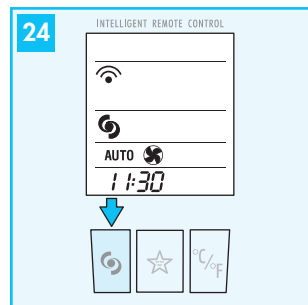 24
INTELLIGENT REMOTE CONTROL
AUTO
11:30
°C/°F